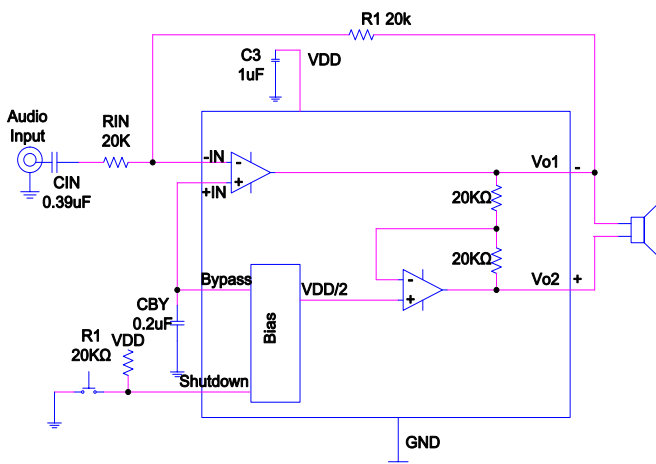 R1 20k
C3
1uF
VDD
Audio
Input
RIN
20K
CIN
0.39uF
-IN
+IN
-
+
Vo1
-
20KΩ
20KΩ
Bypass
VDD/2
-
+
Vo2
+
CBY
0.2uF
Bias
R1
20KΩ
VDD
Shutdown
GND